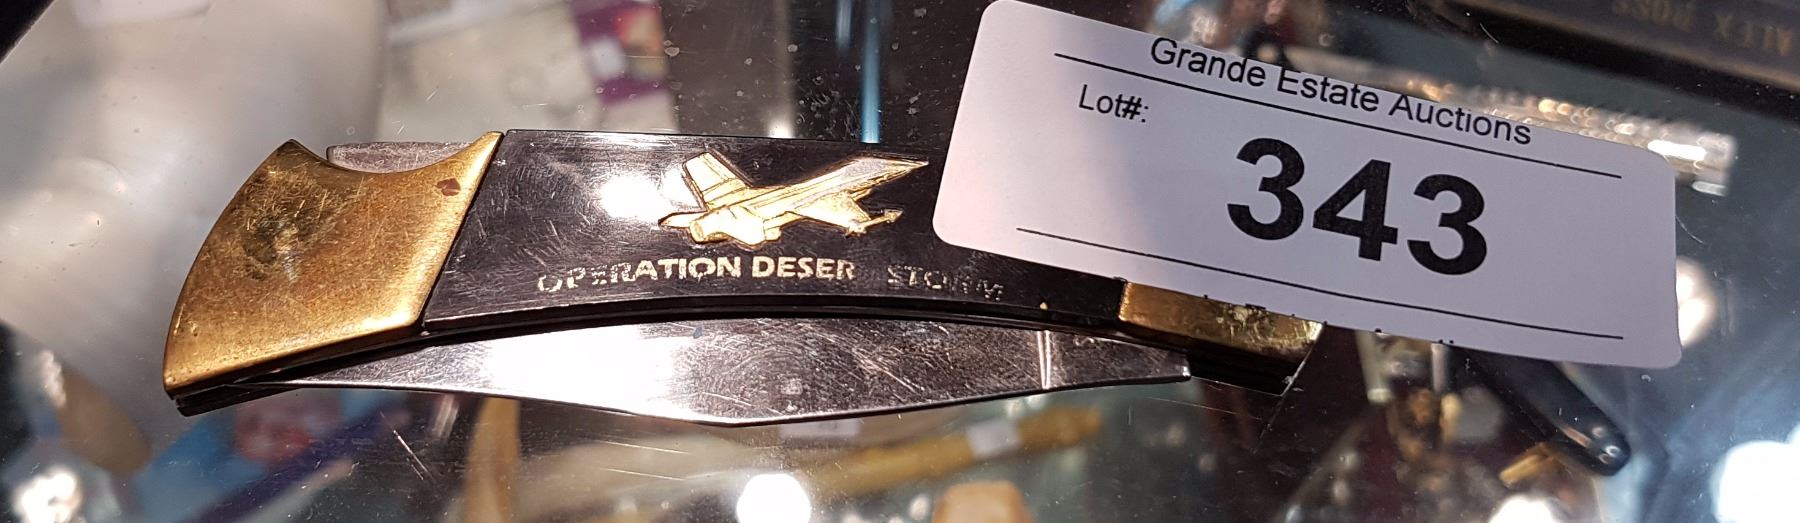 Grande Estate Auctions
Lot#:
343
OPERATION DESER STORM